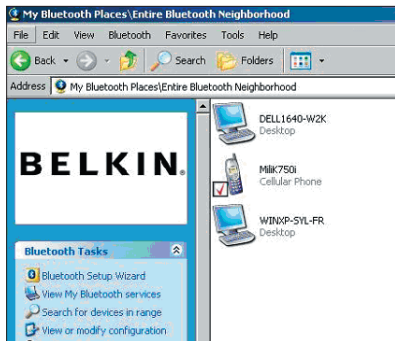 My Bluetooth Places\Entire Bluetooth Neighborhood
File Edit View Bluetooth Favorites Tools Help
Back Search Folders
Address My Bluetooth Places\Entire Bluetooth Neighborhood
BELKIN.
Bluetooth Tasks
Bluetooth Setup Wizard
View My Bluetooth services
Search for devices in range
View or modify configuration
DELL1640-W2K
Desktop
MiliK750i
Cellular Phone
WINXP-SYL-FR
Desktop